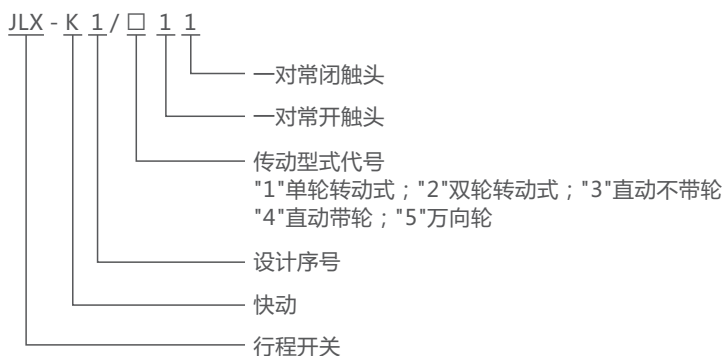 JLX - K 1 / □ 1 1
一对常闭触头
一对常开触头
传动型式代号
"1"单轮转动式；"2"双轮转动式；"3"直动不带轮
"4"直动带轮；"5"万向轮
设计序号
快动
行程开关